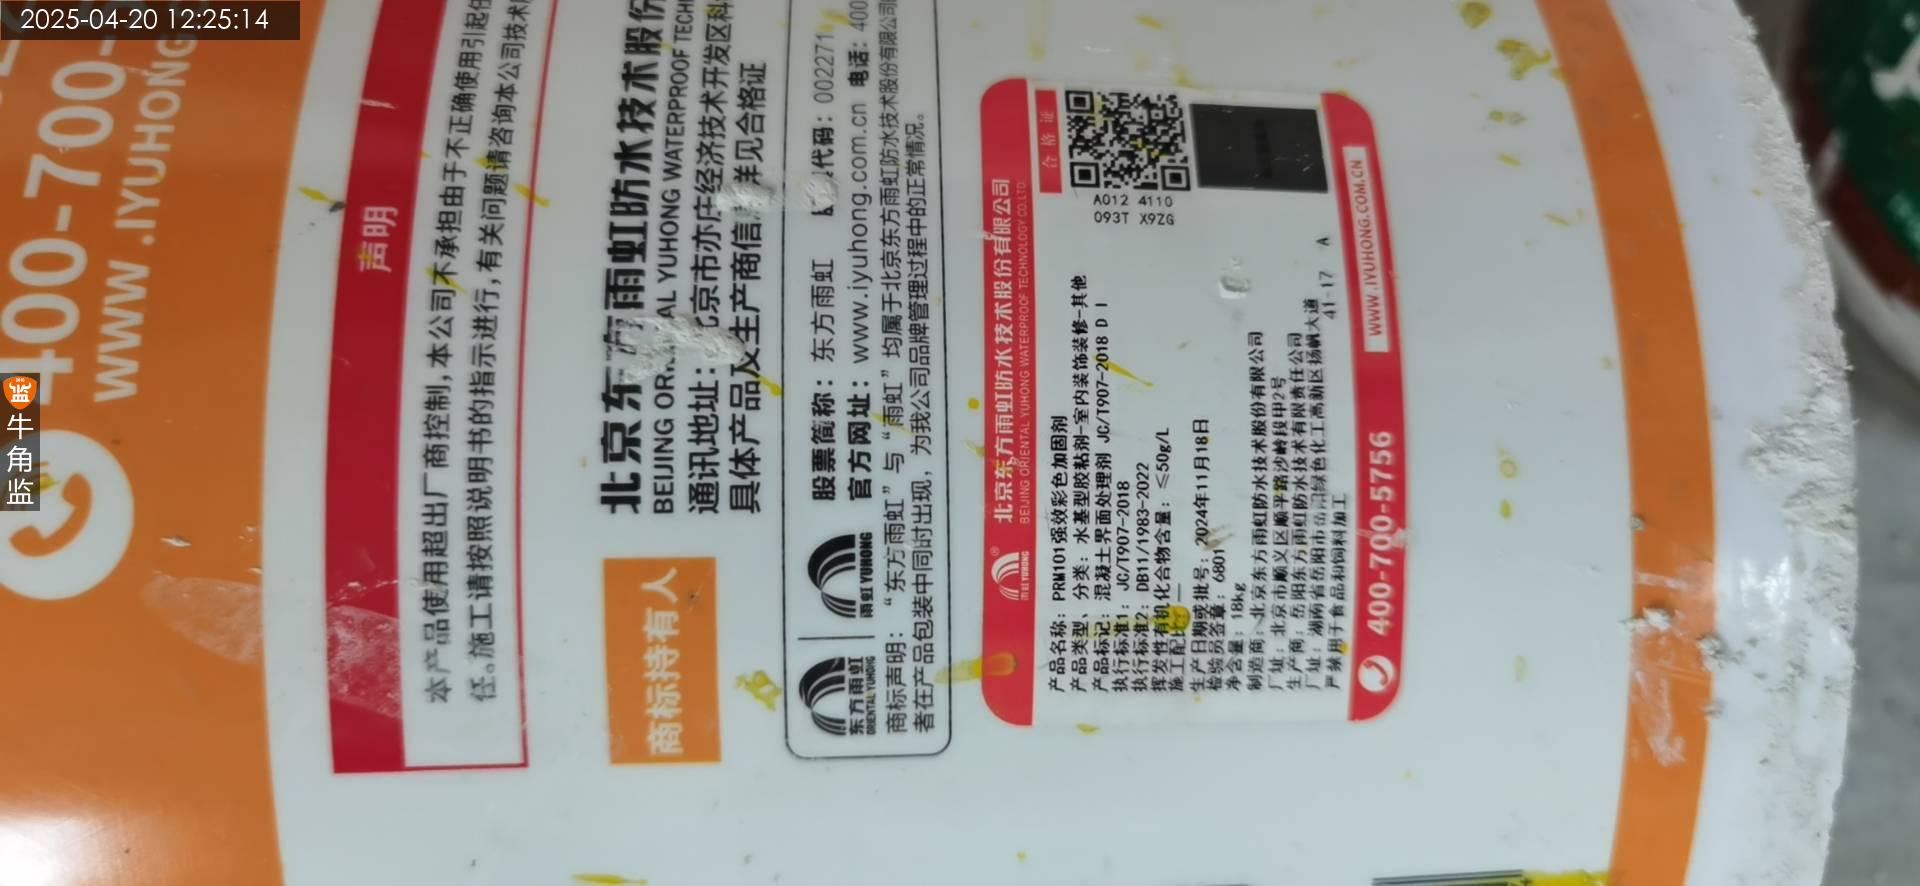 2025-04-20 12:25:14
牛角监
400-700-
WWW.IYUHONG
声明
本产品使用超出厂商控制,本公司不承担由于不正确使用引起任
任。施工请按照说明书的指示进行,有关问题请咨询本公司技术
商标持有人
北京东方雨虹防水技术股份
BEIJING ORIENTAL YUHONG WATERPROOF TECH
通讯地址:北京市亦庄经济技术开发区科
具体产品及生产商信 详见合格证
东方雨虹
ORIENTAL YUHONG
雨虹 YUHONG
股票简称: 东方雨虹 代码: 002271
官方网址: www.iyuhong.com.cn 电话: 400
商标声明: “东方雨虹”与“雨虹”均属于北京东方雨虹防水技术股份有限公司
者在产品包装中同时出现, 为我公司品牌管理过程中的正常情况。
雨虹 YUHONG
北京东方雨虹防水技术股份有限公司
BEIJING ORIENTAL YUHONG WATERPROOF TECHNOLOGY CO.LTD.
合格证
A012 4110
093T X9ZG
产品名称: PRM101强效彩色加固剂
产品类型、分类: 水基型胶粘剂-室内装饰装修-其他
产品标记: 混凝土界面处理剂 JC/T907-2018 D I
执行标准1: JC/T907-2018
执行标准2: DB11/1983-2022
挥发性有机化合物含量: ≤50g/L
施工配比:
生产日期或批号: 2024年11月18日
检验员签章: 6801
净含量: 18kg
制造商: 北京东方雨虹防水技术股份有限公司
厂址: 北京市顺义区顺平路沙岭段甲2号
生产商: 岳阳东方雨虹防水技术有限责任公司
厂址: 湖南省岳阳市 绿色化工高新区扬帆大道
严禁用于食品和饲料加工
41-17 A
400-700-5756
WWW.IYUHONG.COM.CN